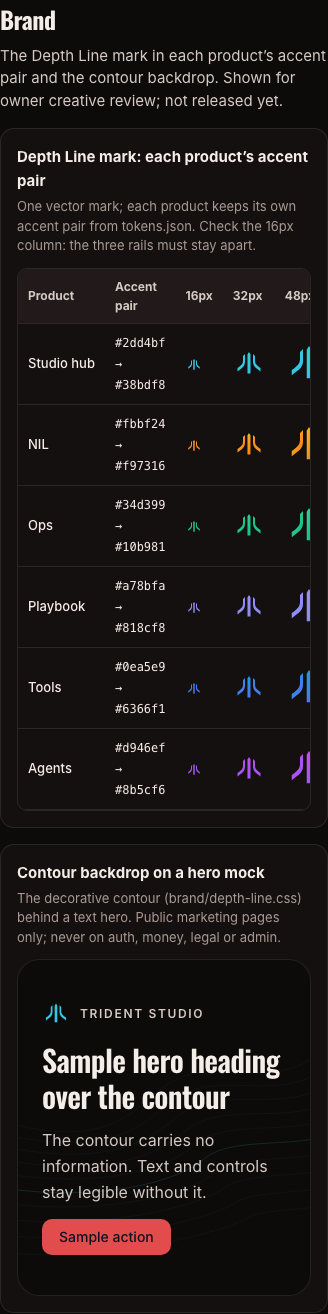 Brand
The Depth Line mark in each product’s accent
pair and the contour backdrop. Shown for
owner creative review; not released yet.
Depth Line mark: each product’s accent
pair
One vector mark; each product keeps its own
accent pair from tokens.json. Check the 16px
column: the three rails must stay apart.
Product Accent pair 16px 32px 48px
Studio hub #2dd4bf → #38bdf8
NIL #fbbf24 → #f97316
Ops #34d399 → #10b981
Playbook #a78bfa → #818cf8
Tools #0ea5e9 → #6366f1
Agents #d946ef → #8b5cf6
Contour backdrop on a hero mock
The decorative contour (brand/depth-line.css)
behind a text hero. Public marketing pages
only; never on auth, money, legal or admin.
TRIDENT STUDIO
Sample hero heading
over the contour
The contour carries no
information. Text and controls
stay legible without it.
Sample action